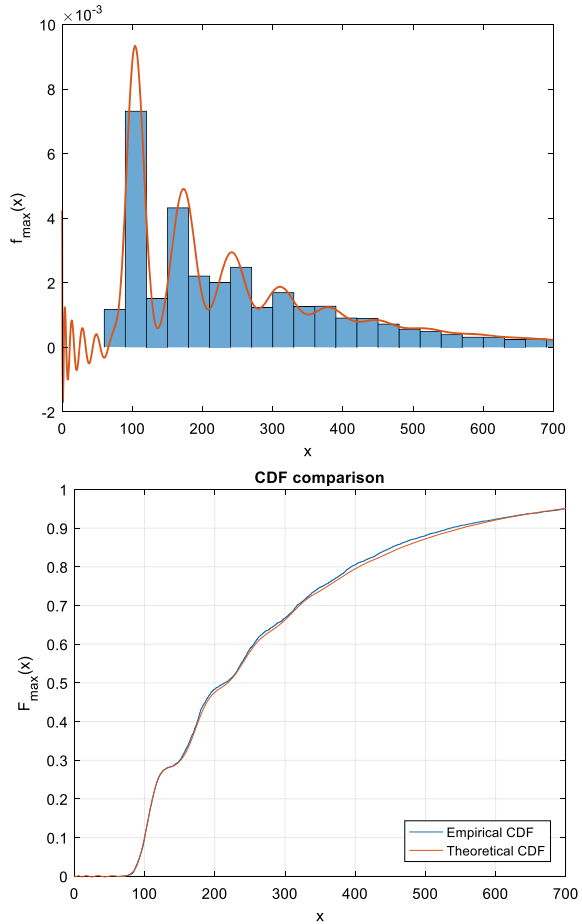 ×10⁻³
10
8
6
4
2
0
-2
f_max(x)
0 100 200 300 400 500 600 700
x
CDF comparison
1
0.9
0.8
0.7
0.6
0.5
0.4
0.3
0.2
0.1
0
F_max(x)
Empirical CDF
Theoretical CDF
0 100 200 300 400 500 600 700
x